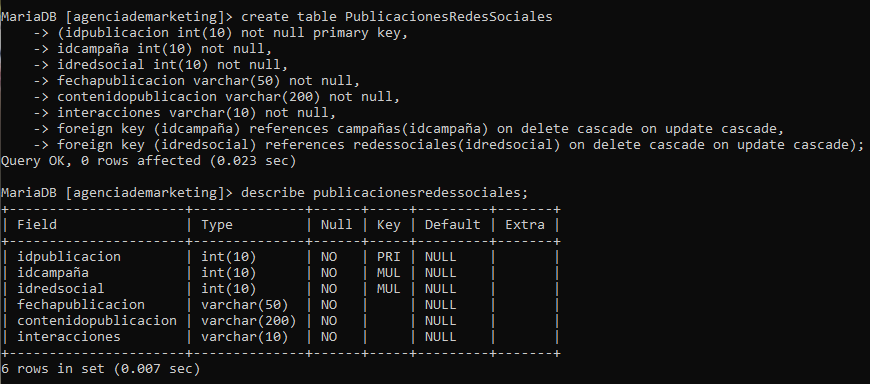 MariaDB [agenciademarketing]> create table PublicacionesRedesSociales
    -> (idpublicacion int(10) not null primary key,
    -> idcampaña int(10) not null,
    -> idredsocial int(10) not null,
    -> fechapublicacion varchar(50) not null,
    -> contenidopublicacion varchar(200) not null,
    -> interacciones varchar(10) not null,
    -> foreign key (idcampaña) references campañas(idcampaña) on delete cascade on update cascade,
    -> foreign key (idredsocial) references redessociales(idredsocial) on delete cascade on update cascade);
Query OK, 0 rows affected (0.023 sec)

MariaDB [agenciademarketing]> describe publicacionesredessociales;
+----------------------+--------------+------+-----+---------+-------+
| Field                | Type         | Null | Key | Default | Extra |
+----------------------+--------------+------+-----+---------+-------+
| idpublicacion        | int(10)      | NO   | PRI | NULL    |       |
| idcampaña            | int(10)      | NO   | MUL | NULL    |       |
| idredsocial          | int(10)      | NO   | MUL | NULL    |       |
| fechapublicacion     | varchar(50)  | NO   |     | NULL    |       |
| contenidopublicacion | varchar(200) | NO   |     | NULL    |       |
| interacciones        | varchar(10)  | NO   |     | NULL    |       |
+----------------------+--------------+------+-----+---------+-------+
6 rows in set (0.007 sec)